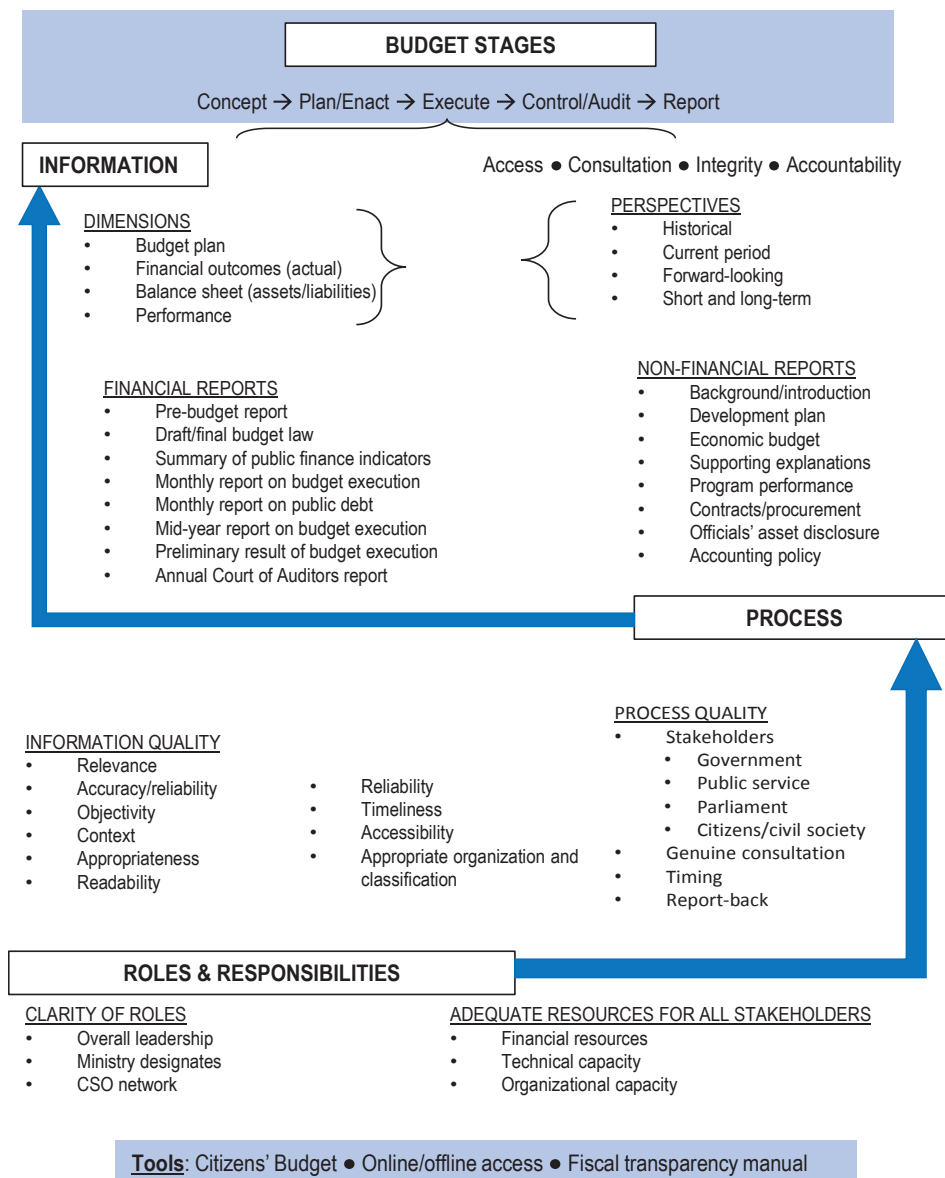 BUDGET STAGES
Concept → Plan/Enact → Execute → Control/Audit → Report
INFORMATION
Access ● Consultation ● Integrity ● Accountability
DIMENSIONS
• Budget plan
• Financial outcomes (actual)
• Balance sheet (assets/liabilities)
• Performance
PERSPECTIVES
• Historical
• Current period
• Forward-looking
• Short and long-term
FINANCIAL REPORTS
• Pre-budget report
• Draft/final budget law
• Summary of public finance indicators
• Monthly report on budget execution
• Monthly report on public debt
• Mid-year report on budget execution
• Preliminary result of budget execution
• Annual Court of Auditors report
NON-FINANCIAL REPORTS
• Background/introduction
• Development plan
• Economic budget
• Supporting explanations
• Program performance
• Contracts/procurement
• Officials' asset disclosure
• Accounting policy
PROCESS
INFORMATION QUALITY
• Relevance
• Accuracy/reliability
• Objectivity
• Context
• Appropriateness
• Readability
• Reliability
• Timeliness
• Accessibility
• Appropriate organization and
classification
PROCESS QUALITY
• Stakeholders
• Government
• Public service
• Parliament
• Citizens/civil society
• Genuine consultation
• Timing
• Report-back
ROLES & RESPONSIBILITIES
CLARITY OF ROLES
• Overall leadership
• Ministry designates
• CSO network
ADEQUATE RESOURCES FOR ALL STAKEHOLDERS
• Financial resources
• Technical capacity
• Organizational capacity
Tools: Citizens' Budget ● Online/offline access ● Fiscal transparency manual